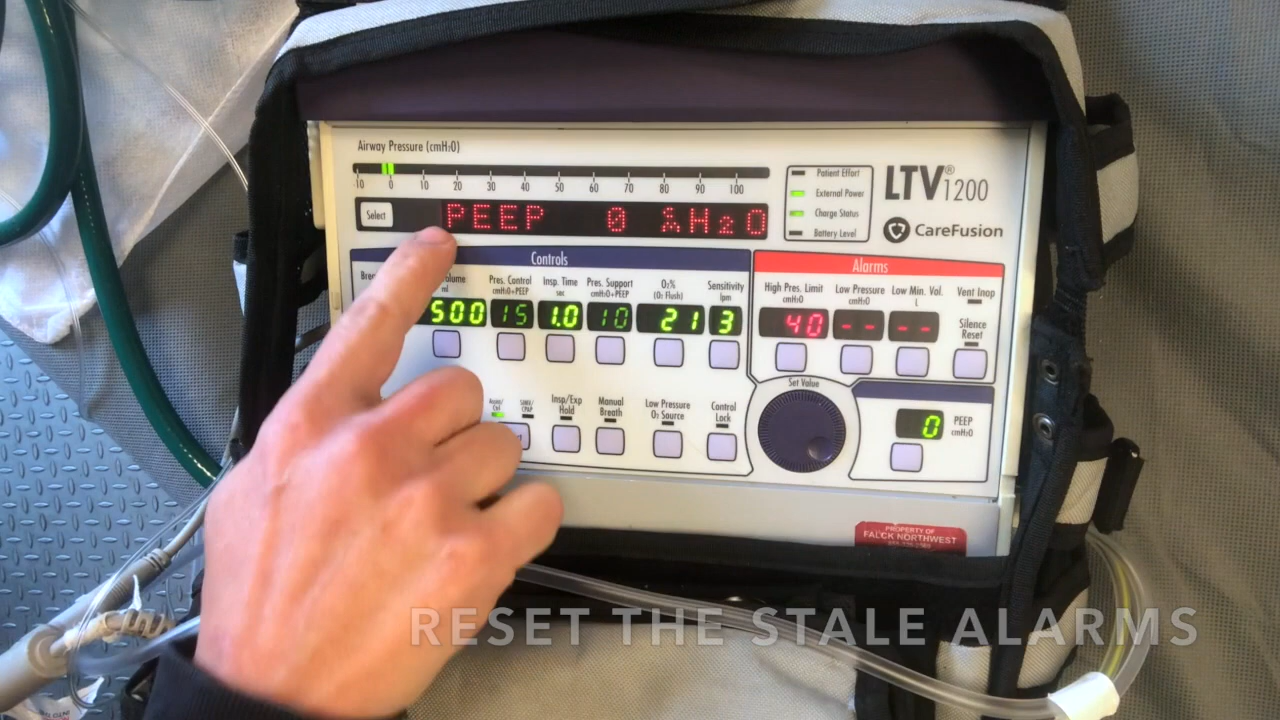 Airway Pressure (cmH₂O)
-10 0 10 20 30 40 50 60 70 80 90 100
Select
PEEP 0 cmH2O
Patient Effort
External Power
Charge Status
Battery Level
LTV® 1200
CareFusion
Controls
Pres. Control
cmH₂O+PEEP
Insp. Time
sec
Pres. Support
cmH₂O+PEEP
O₂%
(O₂ Flush)
Sensitivity
lpm
500 15 1.0 10 21 3
Alarms
High Pres. Limit
cmH₂O
Low Pressure
cmH₂O
Low Min. Vol.
L
Vent Inop
40 -- --
Silence
Reset
Set Value
Assist/
Ctrl
SIMV/
CPAP
Insp/Exp
Hold
Manual
Breath
Low Pressure
O₂ Source
Control
Lock
0
PEEP
cmH₂O
PROPERTY OF
FALCK NORTHWEST
RESET THE STALE ALARMS